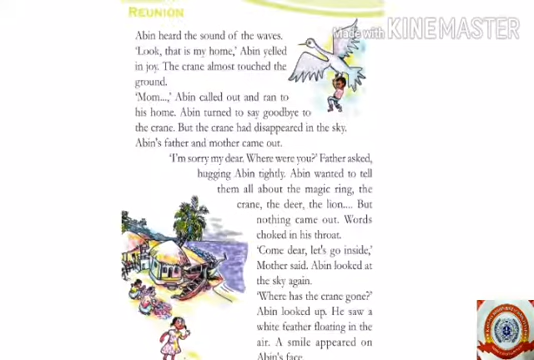 REUNION
Made with KINEMASTER
Abin heard the sound of the waves.
'Look, that is my home,' Abin yelled
in joy. The crane almost touched the
ground.
'Mom...,' Abin called out and ran to
his home. Abin turned to say goodbye to
the crane. But the crane had disappeared in the sky.
Abin's father and mother came out.
'I'm sorry my dear. Where were you?' Father asked,
hugging Abin tightly. Abin wanted to tell
them all about the magic ring, the
crane, the deer, the lion.... But
nothing came out. Words
choked in his throat.
'Come dear, let's go inside,'
Mother said. Abin looked at
the sky again.
'Where has the crane gone?'
Abin looked up. He saw a
white feather floating in the
air. A smile appeared on
Abin's face.